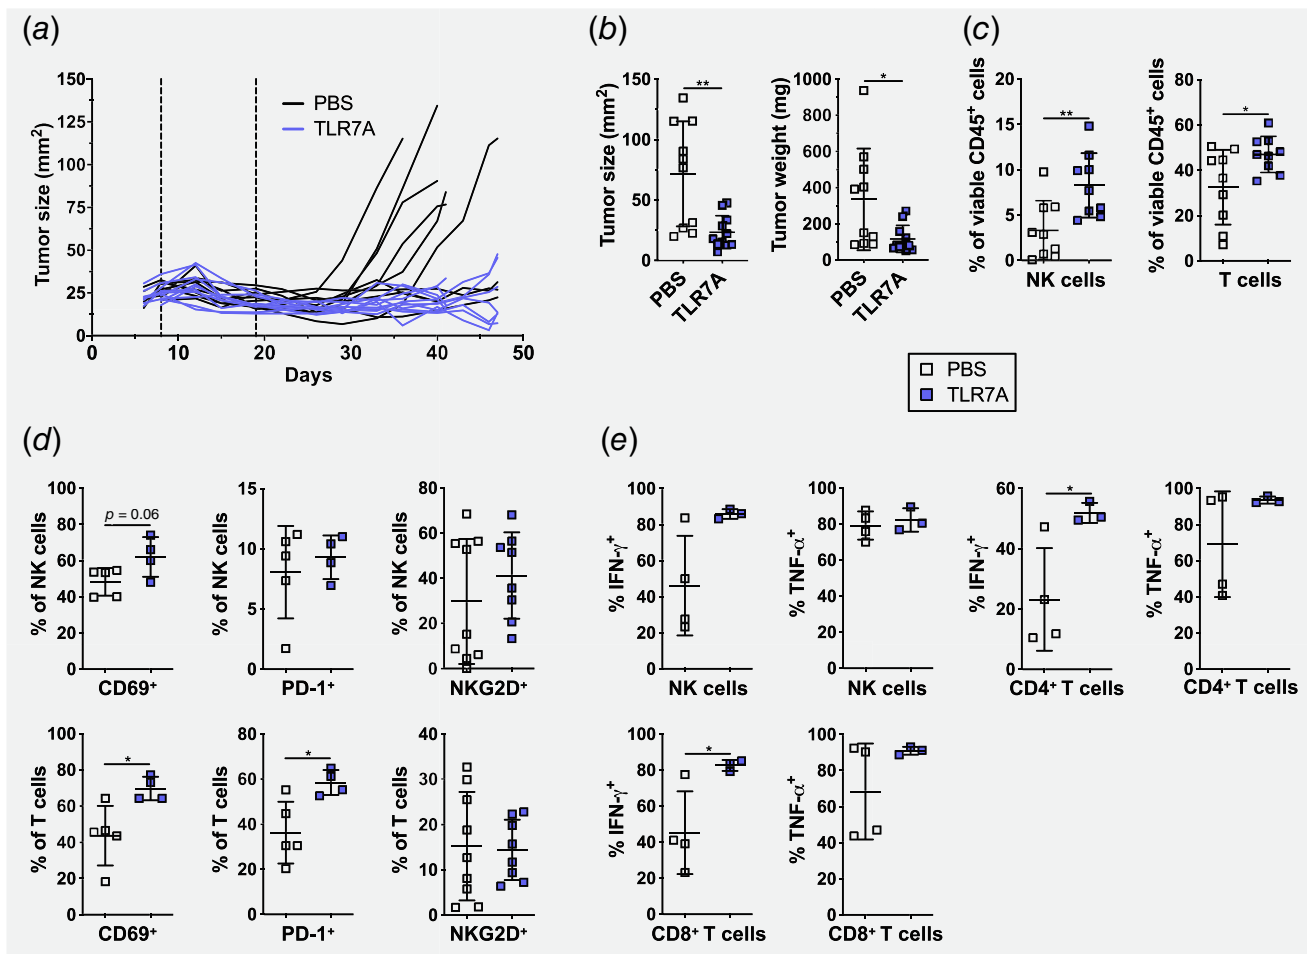 (a)
Tumor size (mm²)
150
125
100
75
50
25
0
PBS
TLR7A
0 10 20 30 40 50
Days
(b)
Tumor size (mm²)
150
100
50
0
**
PBS
TLR7A
Tumor weight (mg)
1000
800
600
400
200
0
*
PBS
TLR7A
(c)
% of viable CD45⁺ cells
20
15
10
5
0
**
NK cells
% of viable CD45⁺ cells
80
60
40
20
0
*
T cells
PBS
TLR7A
(d)
% of NK cells
100
80
60
40
20
0
p = 0.06
CD69⁺
% of NK cells
15
10
5
0
PD-1⁺
% of NK cells
80
60
40
20
0
NKG2D⁺
% of T cells
100
80
60
40
20
0
*
CD69⁺
% of T cells
80
60
40
20
0
*
PD-1⁺
% of T cells
40
30
20
10
0
NKG2D⁺
(e)
% IFN-γ⁺
100
80
60
40
20
0
NK cells
% TNF-α⁺
100
80
60
40
20
0
NK cells
% IFN-γ⁺
60
40
20
0
*
CD4⁺ T cells
% TNF-α⁺
100
80
60
40
20
0
CD4⁺ T cells
% IFN-γ⁺
100
80
60
40
20
0
*
CD8⁺ T cells
% TNF-α⁺
100
80
60
40
20
0
CD8⁺ T cells